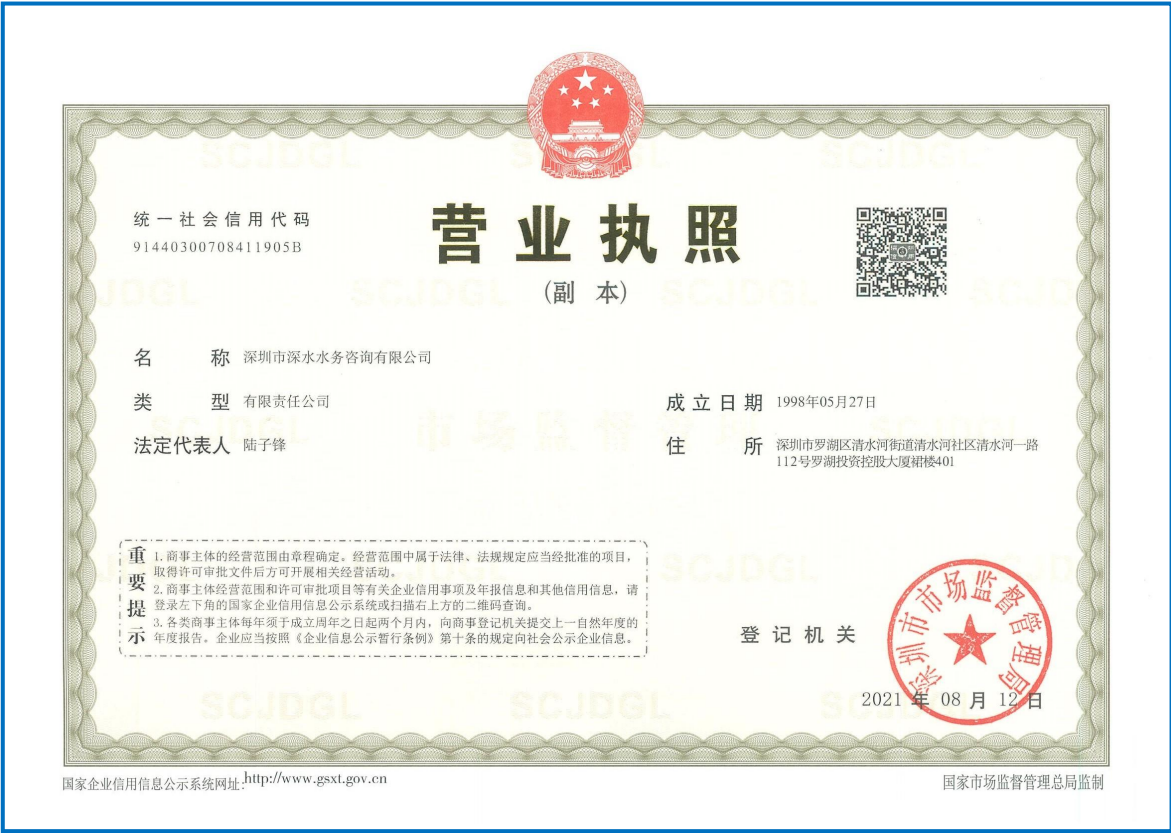 统一社会信用代码
91440300708411905B
营业执照
(副 本)
名 称 深圳市深水水务咨询有限公司
类 型 有限责任公司
成立日期 1998年05月27日
法定代表人 陆子锋
住 所 深圳市罗湖区清水河街道清水河社区清水河一路
112号罗湖投资控股大厦裙楼401
重要提示
1.商事主体的经营范围由章程确定。经营范围中属于法律、法规规定应当经批准的项目,
取得许可审批文件后方可开展相关经营活动。
2.商事主体经营范围和许可审批项目等有关企业信用事项及年报信息和其他信用信息,请
登录左下角的国家企业信用信息公示系统或扫描右上方的二维码查询。
3.各类商事主体每年须于成立周年之日起两个月内,向商事登记机关提交上一自然年度的
年度报告。企业应当按照《企业信息公示暂行条例》第十条的规定向社会公示企业信息。
登记机关
深圳市市场监督管理局
2021 年 08 月 12 日
国家企业信用信息公示系统网址:http://www.gsxt.gov.cn
国家市场监督管理总局监制
SCJDGL
市场监督管理